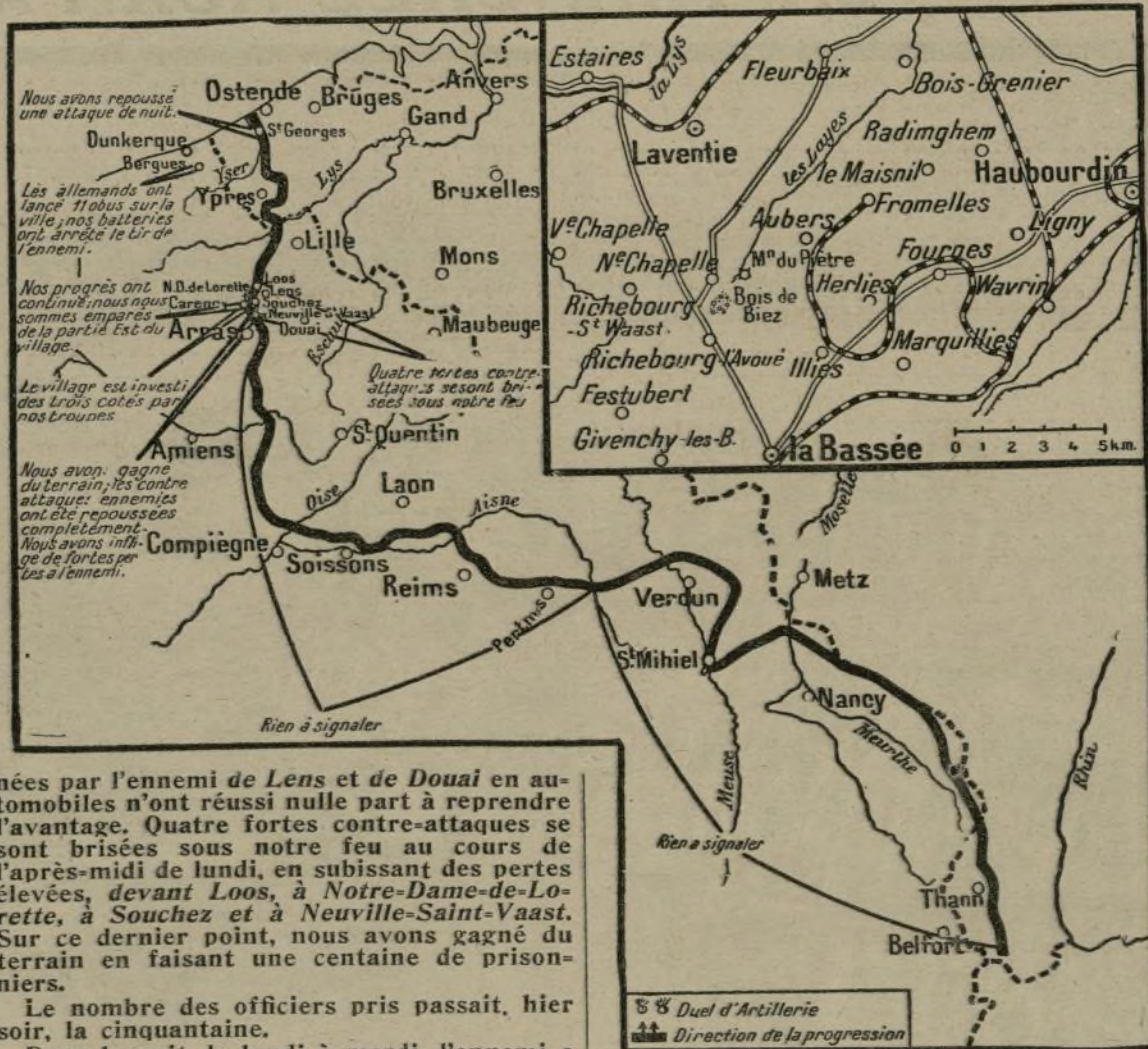 Nous avons repoussé
une attaque de nuit.
Ostende
Bruges
Anvers
Gand
St Georges
Dunkerque
Bergues
Yser
Lys
Ypres
Bruxelles
Les allemands ont
lancé 11 obus sur la
ville; nos batteries
ont arrêté le tir de
l'ennemi.
Lille
Mons
Nos progrès ont
continué; nous nous
sommes emparés
de la partie Est du
village.
N.D. de Lorette
Loos
Lens
Carency
Souchez
Neuville St Vaast
Arras
Douai
Escaut
Maubeuge
Le village est investi
des trois cotés par
nos troupes
Quatre fortes contre-
attaques se sont bri-
sées sous notre feu
Amiens
St Quentin
Nous avons gagné
du terrain; les contre
attaques ennemies
ont été repoussées
complètement.
Nous avons infli-
gé de fortes per
tes a l'ennemi.
Oise
Laon
Aisne
Compiègne
Soissons
Reims
Perthes
Verdun
Moselle
Metz
St Mihiel
Nancy
Meurthe
Meuse
Rhin
Rien à signaler
Rien a signaler
Thann
Belfort
Estaires
la Lys
Fleurbaix
Bois-Grenier
Laventie
les Layes
Radimghem
le Maisnil
Haubourdin
Fromelles
Aubers
Ligny
Vᵉ Chapelle
Nᵉ Chapelle
Mⁿ du Piètre
Fourges
Herlies
Wavrin
Richebourg
-St Waast.
Bois de
Biez
Marquillies
Richebourg-l'Avoué
Illies
Festubert
Givenchy-les-B.
la Bassée
0 1 2 3 4 5 km.
Duel d'Artillerie
Direction de la progression
nées par l'ennemi de Lens et de Douai en au-
tomobiles n'ont réussi nulle part à reprendre
l'avantage. Quatre fortes contre-attaques se
sont brisées sous notre feu au cours de
l'après-midi de lundi, en subissant des pertes
élevées, devant Loos, à Notre-Dame-de-Lo-
rette, à Souchez et à Neuville-Saint-Vaast.
Sur ce dernier point, nous avons gagné du
terrain en faisant une centaine de prison-
niers.
Le nombre des officiers pris passait, hier
soir, la cinquantaine.